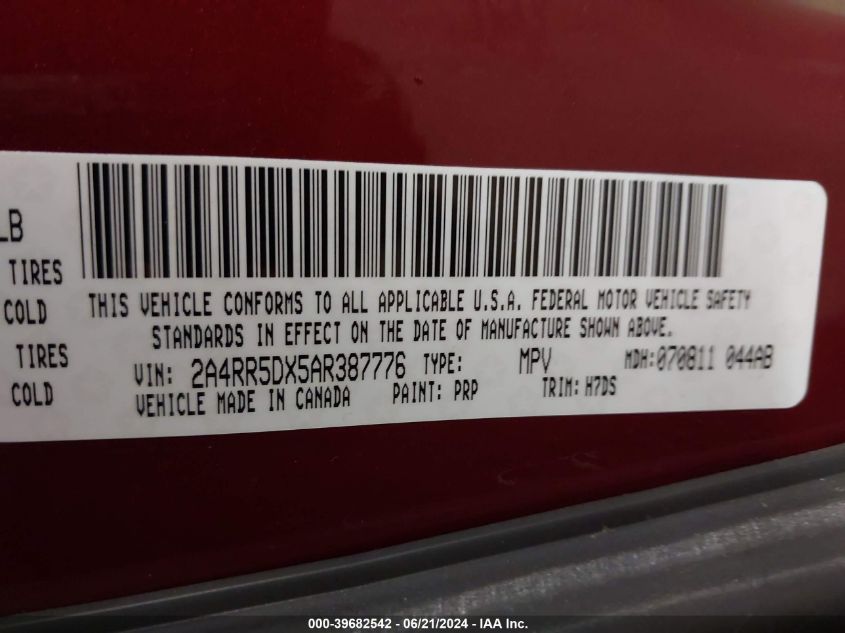 LB
TIRES
COLD
THIS VEHICLE CONFORMS TO ALL APPLICABLE U.S.A. FEDERAL MOTOR VEHICLE SAFETY
STANDARDS IN EFFECT ON THE DATE OF MANUFACTURE SHOWN ABOVE.
TIRES
COLD
VIN: 2A4RR5DX5AR387776 TYPE: MPV MDH:070811 044AB
VEHICLE MADE IN CANADA PAINT: PRP TRIM: H7DS
000-39682542 - 06/21/2024 - IAA Inc.